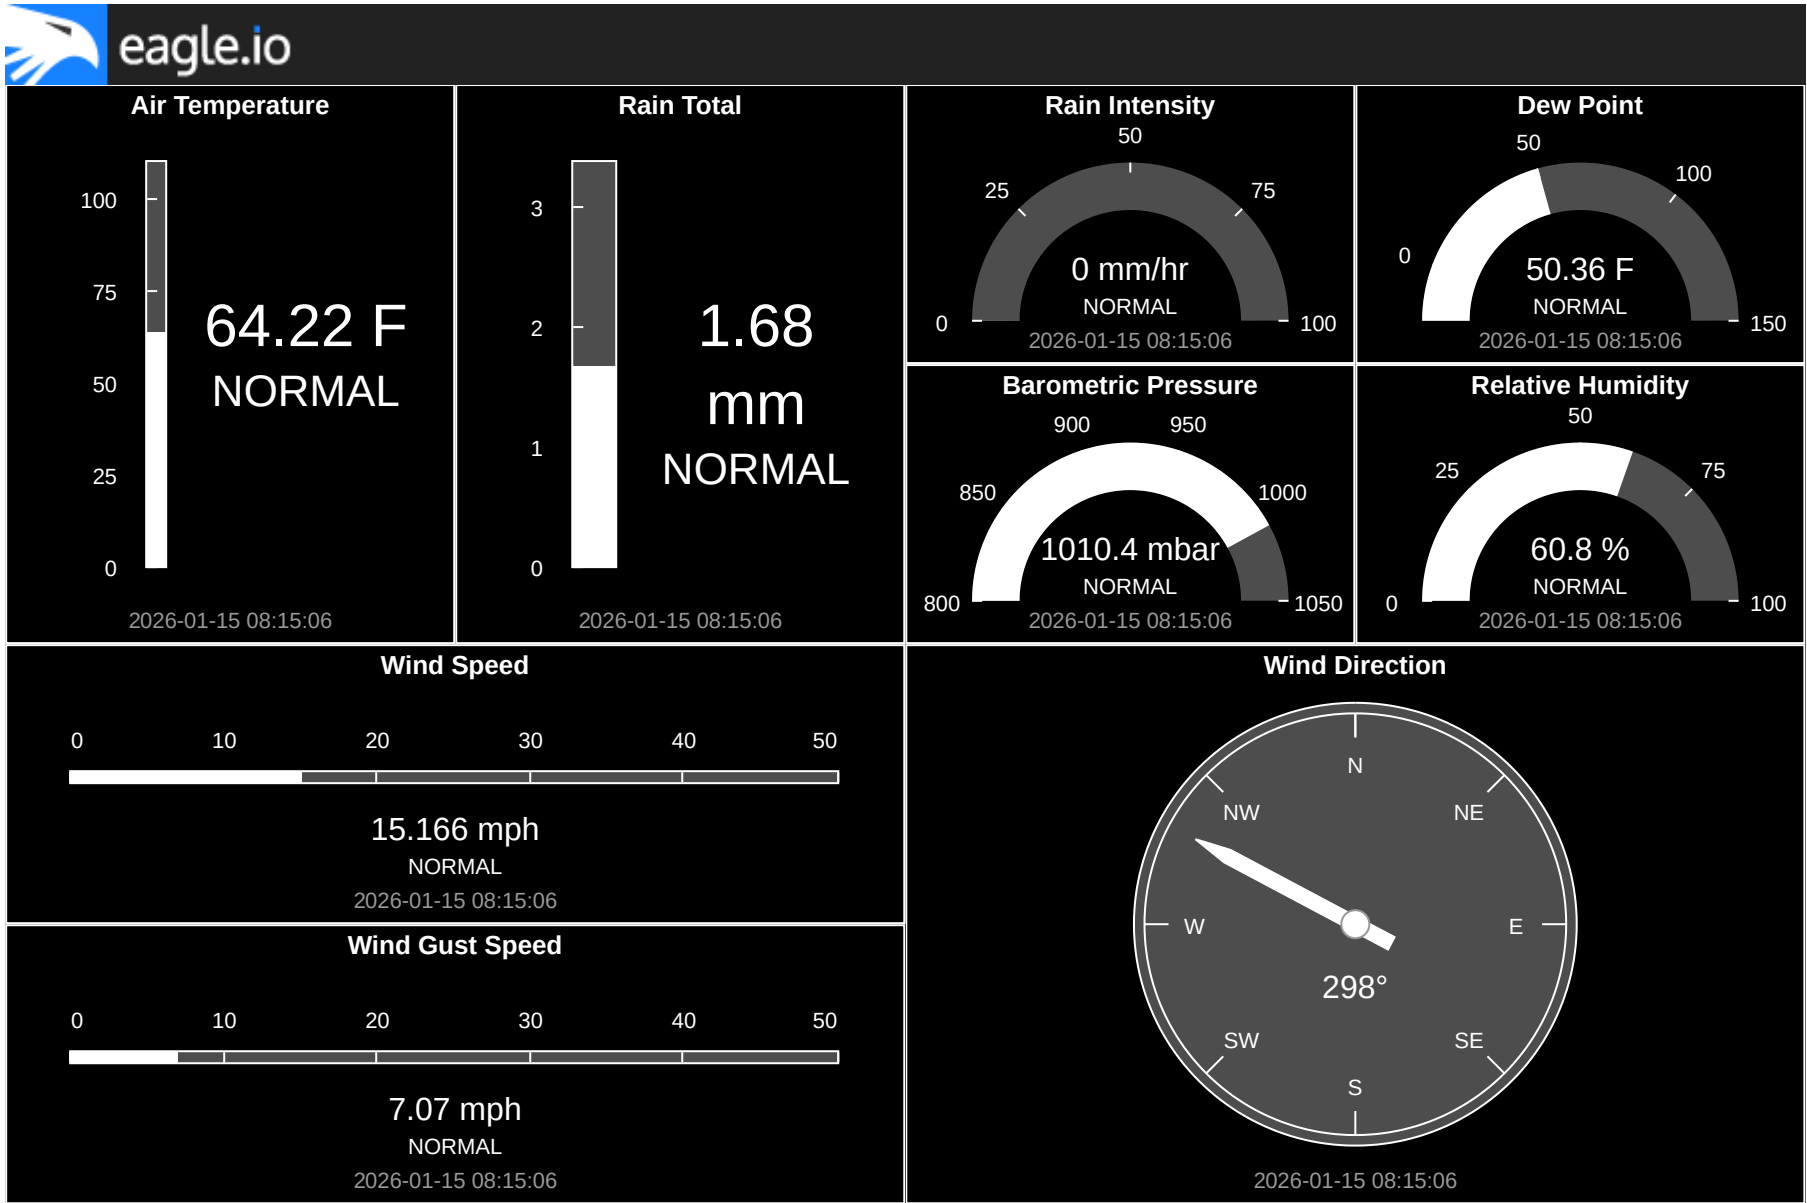 eagle.io
Air Temperature
100
75
50
25
0
64.22 F
NORMAL
2026-01-15 08:15:06
Rain Total
3
2
1
0
1.68
mm
NORMAL
2026-01-15 08:15:06
Rain Intensity
50
25
75
0
100
0 mm/hr
NORMAL
2026-01-15 08:15:06
Dew Point
50
100
0
150
50.36 F
NORMAL
2026-01-15 08:15:06
Barometric Pressure
900
950
850
1000
800
1050
1010.4 mbar
NORMAL
2026-01-15 08:15:06
Relative Humidity
50
25
75
0
100
60.8 %
NORMAL
2026-01-15 08:15:06
Wind Speed
0 10 20 30 40 50
15.166 mph
NORMAL
2026-01-15 08:15:06
Wind Gust Speed
0 10 20 30 40 50
7.07 mph
NORMAL
2026-01-15 08:15:06
Wind Direction
N
NW
NE
W
E
298°
SW
SE
S
2026-01-15 08:15:06